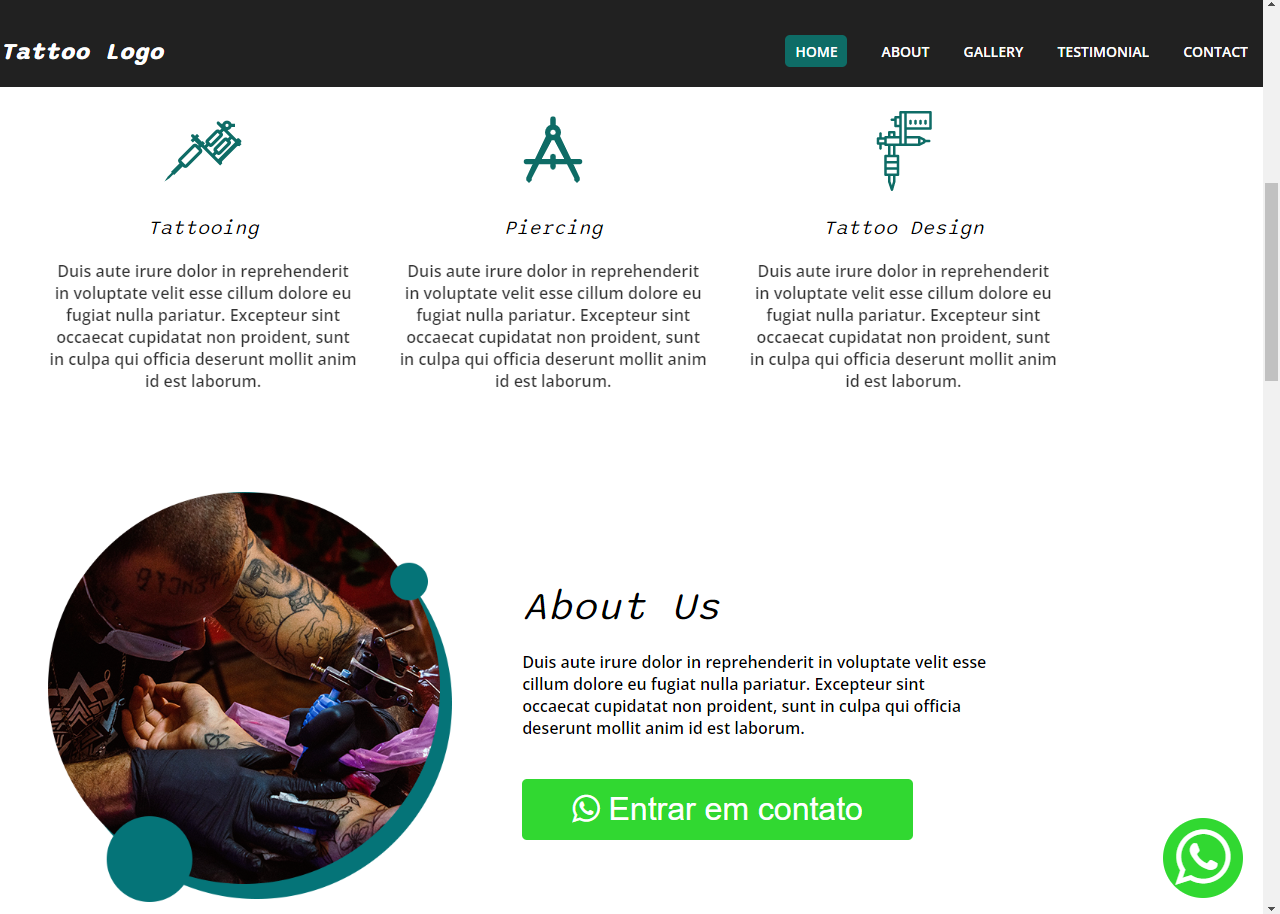 Tattoo Logo
HOME ABOUT GALLERY TESTIMONIAL CONTACT
Tattooing
Duis aute irure dolor in reprehenderit
in voluptate velit esse cillum dolore eu
fugiat nulla pariatur. Excepteur sint
occaecat cupidatat non proident, sunt
in culpa qui officia deserunt mollit anim
id est laborum.
Piercing
Duis aute irure dolor in reprehenderit
in voluptate velit esse cillum dolore eu
fugiat nulla pariatur. Excepteur sint
occaecat cupidatat non proident, sunt
in culpa qui officia deserunt mollit anim
id est laborum.
Tattoo Design
Duis aute irure dolor in reprehenderit
in voluptate velit esse cillum dolore eu
fugiat nulla pariatur. Excepteur sint
occaecat cupidatat non proident, sunt
in culpa qui officia deserunt mollit anim
id est laborum.
About Us
Duis aute irure dolor in reprehenderit in voluptate velit esse
cillum dolore eu fugiat nulla pariatur. Excepteur sint
occaecat cupidatat non proident, sunt in culpa qui officia
deserunt mollit anim id est laborum.
Entrar em contato